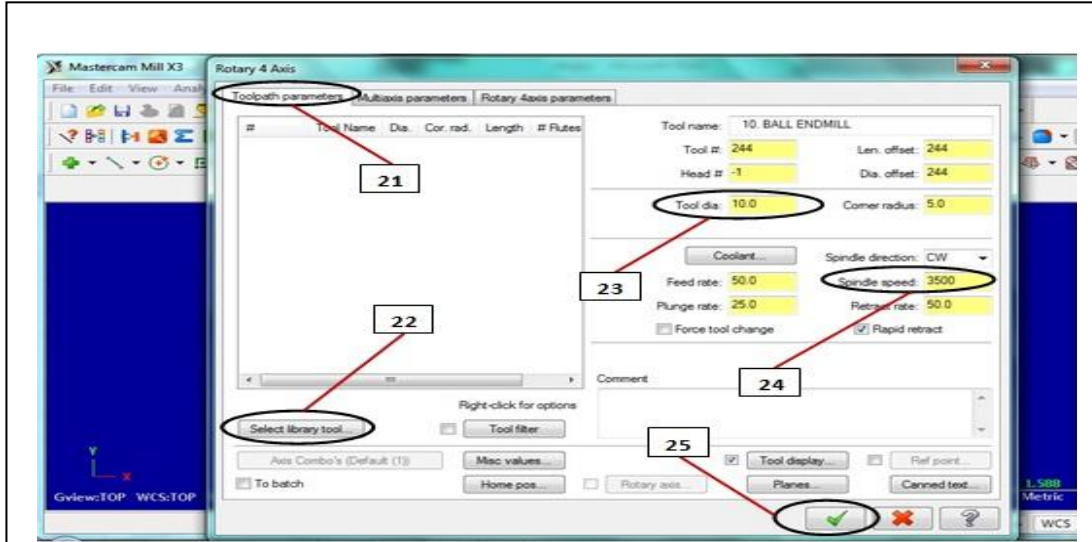 Mastercam Mill X3
Rotary 4 Axis
File Edit View Analy
Toolpath parameters Multiaxis parameters Rotary 4axis parameters
# Tool Name Dia. Cor. rad. Length # Flutes
Tool name: 10. BALL ENDMILL
Tool #: 244 Len. offset: 244
Head # -1 Dia. offset: 244
21
Tool dia: 10.0 Corner radius: 5.0
Coolant... Spindle direction: CW
23
Feed rate: 50.0 Spindle speed: 3500
Plunge rate: 25.0 Retract rate: 50.0
22
Force tool change Rapid retract
Comment
24
Right-click for options
Select library tool... Tool filter
25
Axis Combo's (Default (1)) Misc values... Tool display... Ref point...
To batch Home pos... Rotary axis... Planes... Canned text...
Y
X
Gview:TOP WCS:TOP
1.588
Metric
WCS